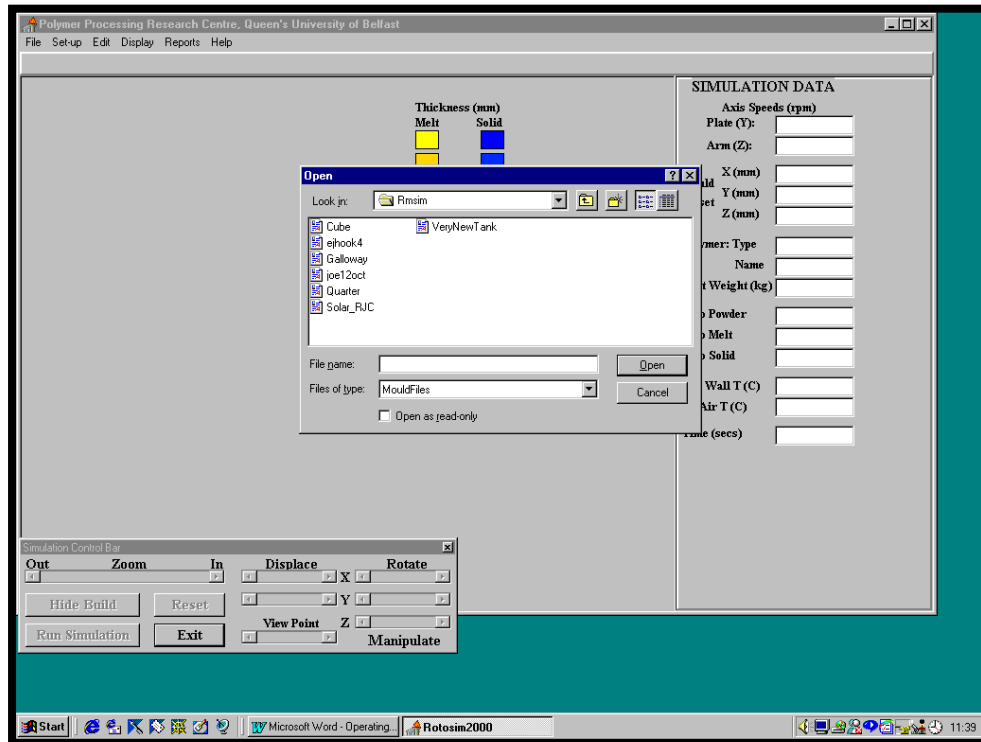 Polymer Processing Research Centre, Queen's University of Belfast
File Set-up Edit Display Reports Help
SIMULATION DATA
Thickness (mm)
Melt Solid
Axis Speeds (rpm)
Plate (Y):
Arm (Z):
X (mm)
Y (mm)
Z (mm)
Type
Name
Weight (kg)
Powder
Melt
Solid
Wall T (C)
Air T (C)
(secs)
Open
Look in: Rmsim
Cube VeryNewTank
ejhook4
Galloway
joe12oct
Quarter
Solar_RJC
File name: Open
Files of type: MouldFiles Cancel
Open as read-only
Simulation Control Bar
Out Zoom In Displace Rotate
X
Hide Build Reset Y
View Point Z
Run Simulation Exit Manipulate
Start Microsoft Word - Operating... Rotosim2000 11:39